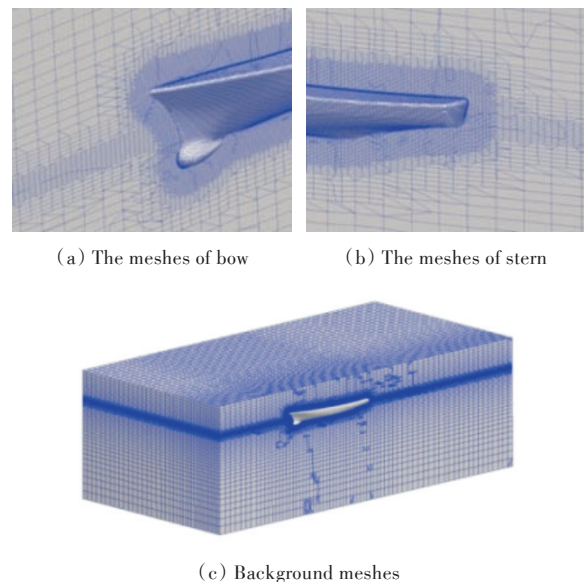 (a) The meshes of bow
(b) The meshes of stern
(c) Background meshes